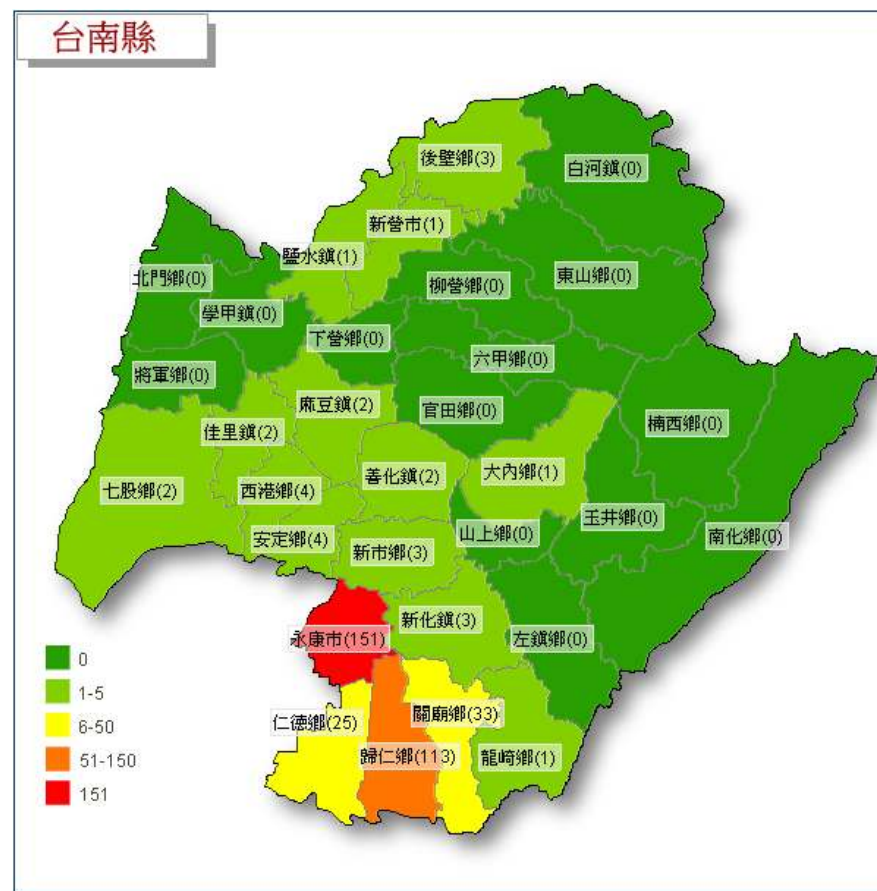 台南縣
後壁鄉(3)
白河鎮(0)
新營市(1)
鹽水鎮(1)
北門鄉(0)
柳營鄉(0)
東山鄉(0)
學甲鎮(0)
下營鄉(0)
六甲鄉(0)
將軍鄉(0)
麻豆鎮(2)
官田鄉(0)
楠西鄉(0)
佳里鎮(2)
七股鄉(2)
西港鄉(4)
善化鎮(2)
大內鄉(1)
安定鄉(4)
新市鄉(3)
山上鄉(0)
玉井鄉(0)
南化鄉(0)
永康市(151)
新化鎮(3)
左鎮鄉(0)
仁德鄉(25)
關廟鄉(33)
歸仁鄉(113)
龍崎鄉(1)
0
1-5
6-50
51-150
151